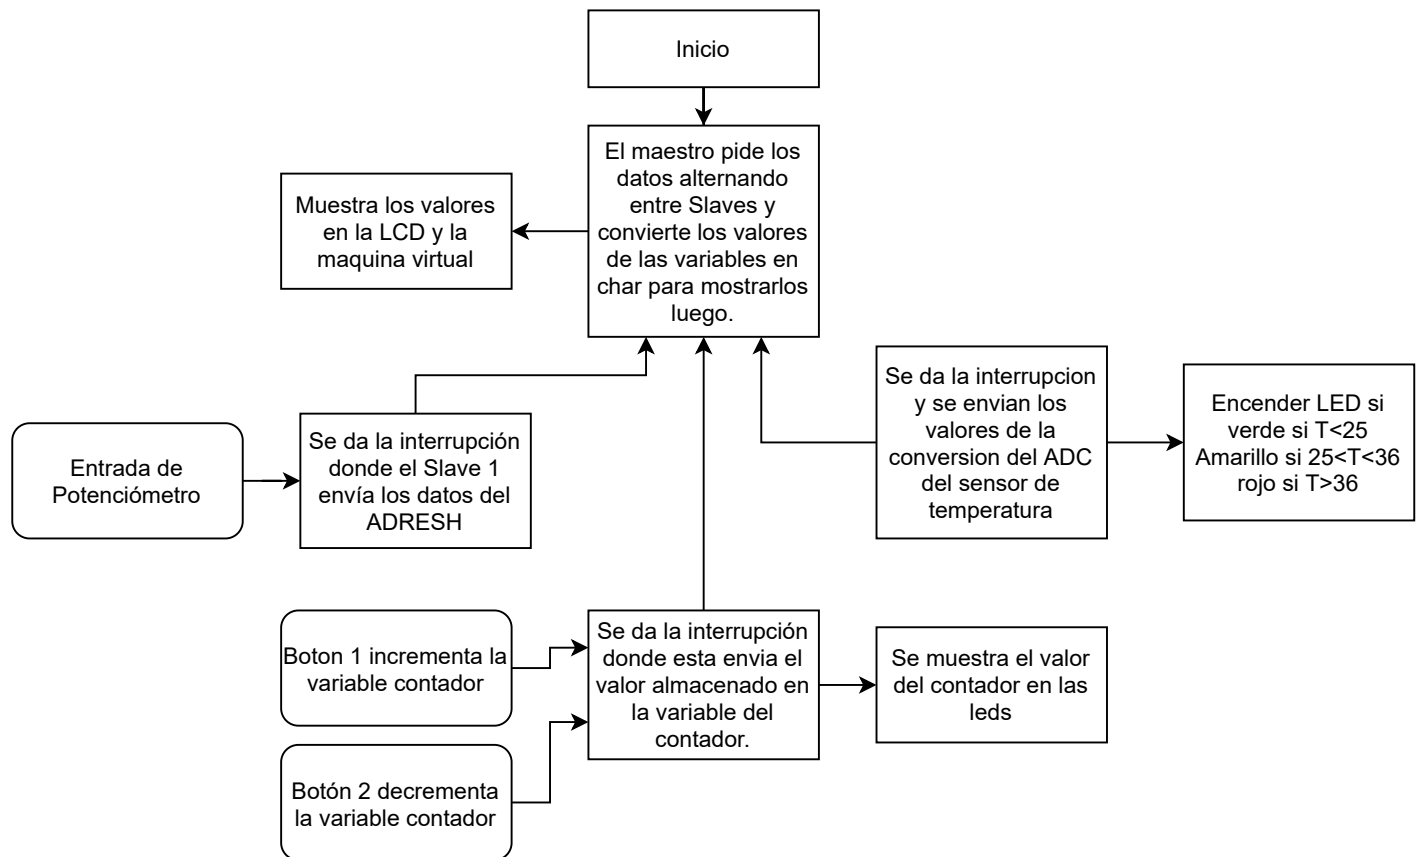 Inicio
El maestro pide los
datos alternando
entre Slaves y
convierte los valores
de las variables en
char para mostrarlos
luego.
Muestra los valores
en la LCD y la
maquina virtual
Se da la interrupcion
y se envian los
valores de la
conversion del ADC
del sensor de
temperatura
Encender LED si
verde si T<25
Amarillo si 25<T<36
rojo si T>36
Entrada de
Potenciómetro
Se da la interrupción
donde el Slave 1
envía los datos del
ADRESH
Boton 1 incrementa la
variable contador
Se da la interrupción
donde esta envia el
valor almacenado en
la variable del
contador.
Se muestra el valor
del contador en las
leds
Botón 2 decrementa
la variable contador